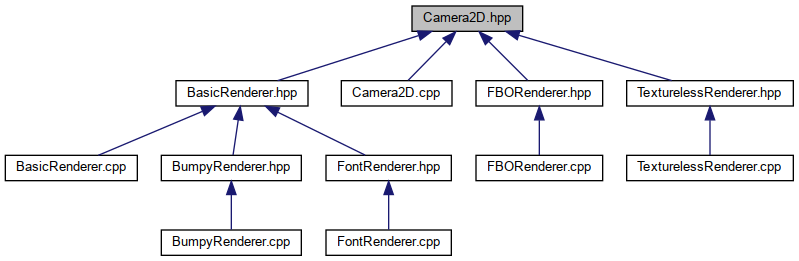 Camera2D.hpp
BasicRenderer.hpp
Camera2D.cpp
FBORenderer.hpp
TexturelessRenderer.hpp
BasicRenderer.cpp
BumpyRenderer.hpp
FontRenderer.hpp
FBORenderer.cpp
TexturelessRenderer.cpp
BumpyRenderer.cpp
FontRenderer.cpp